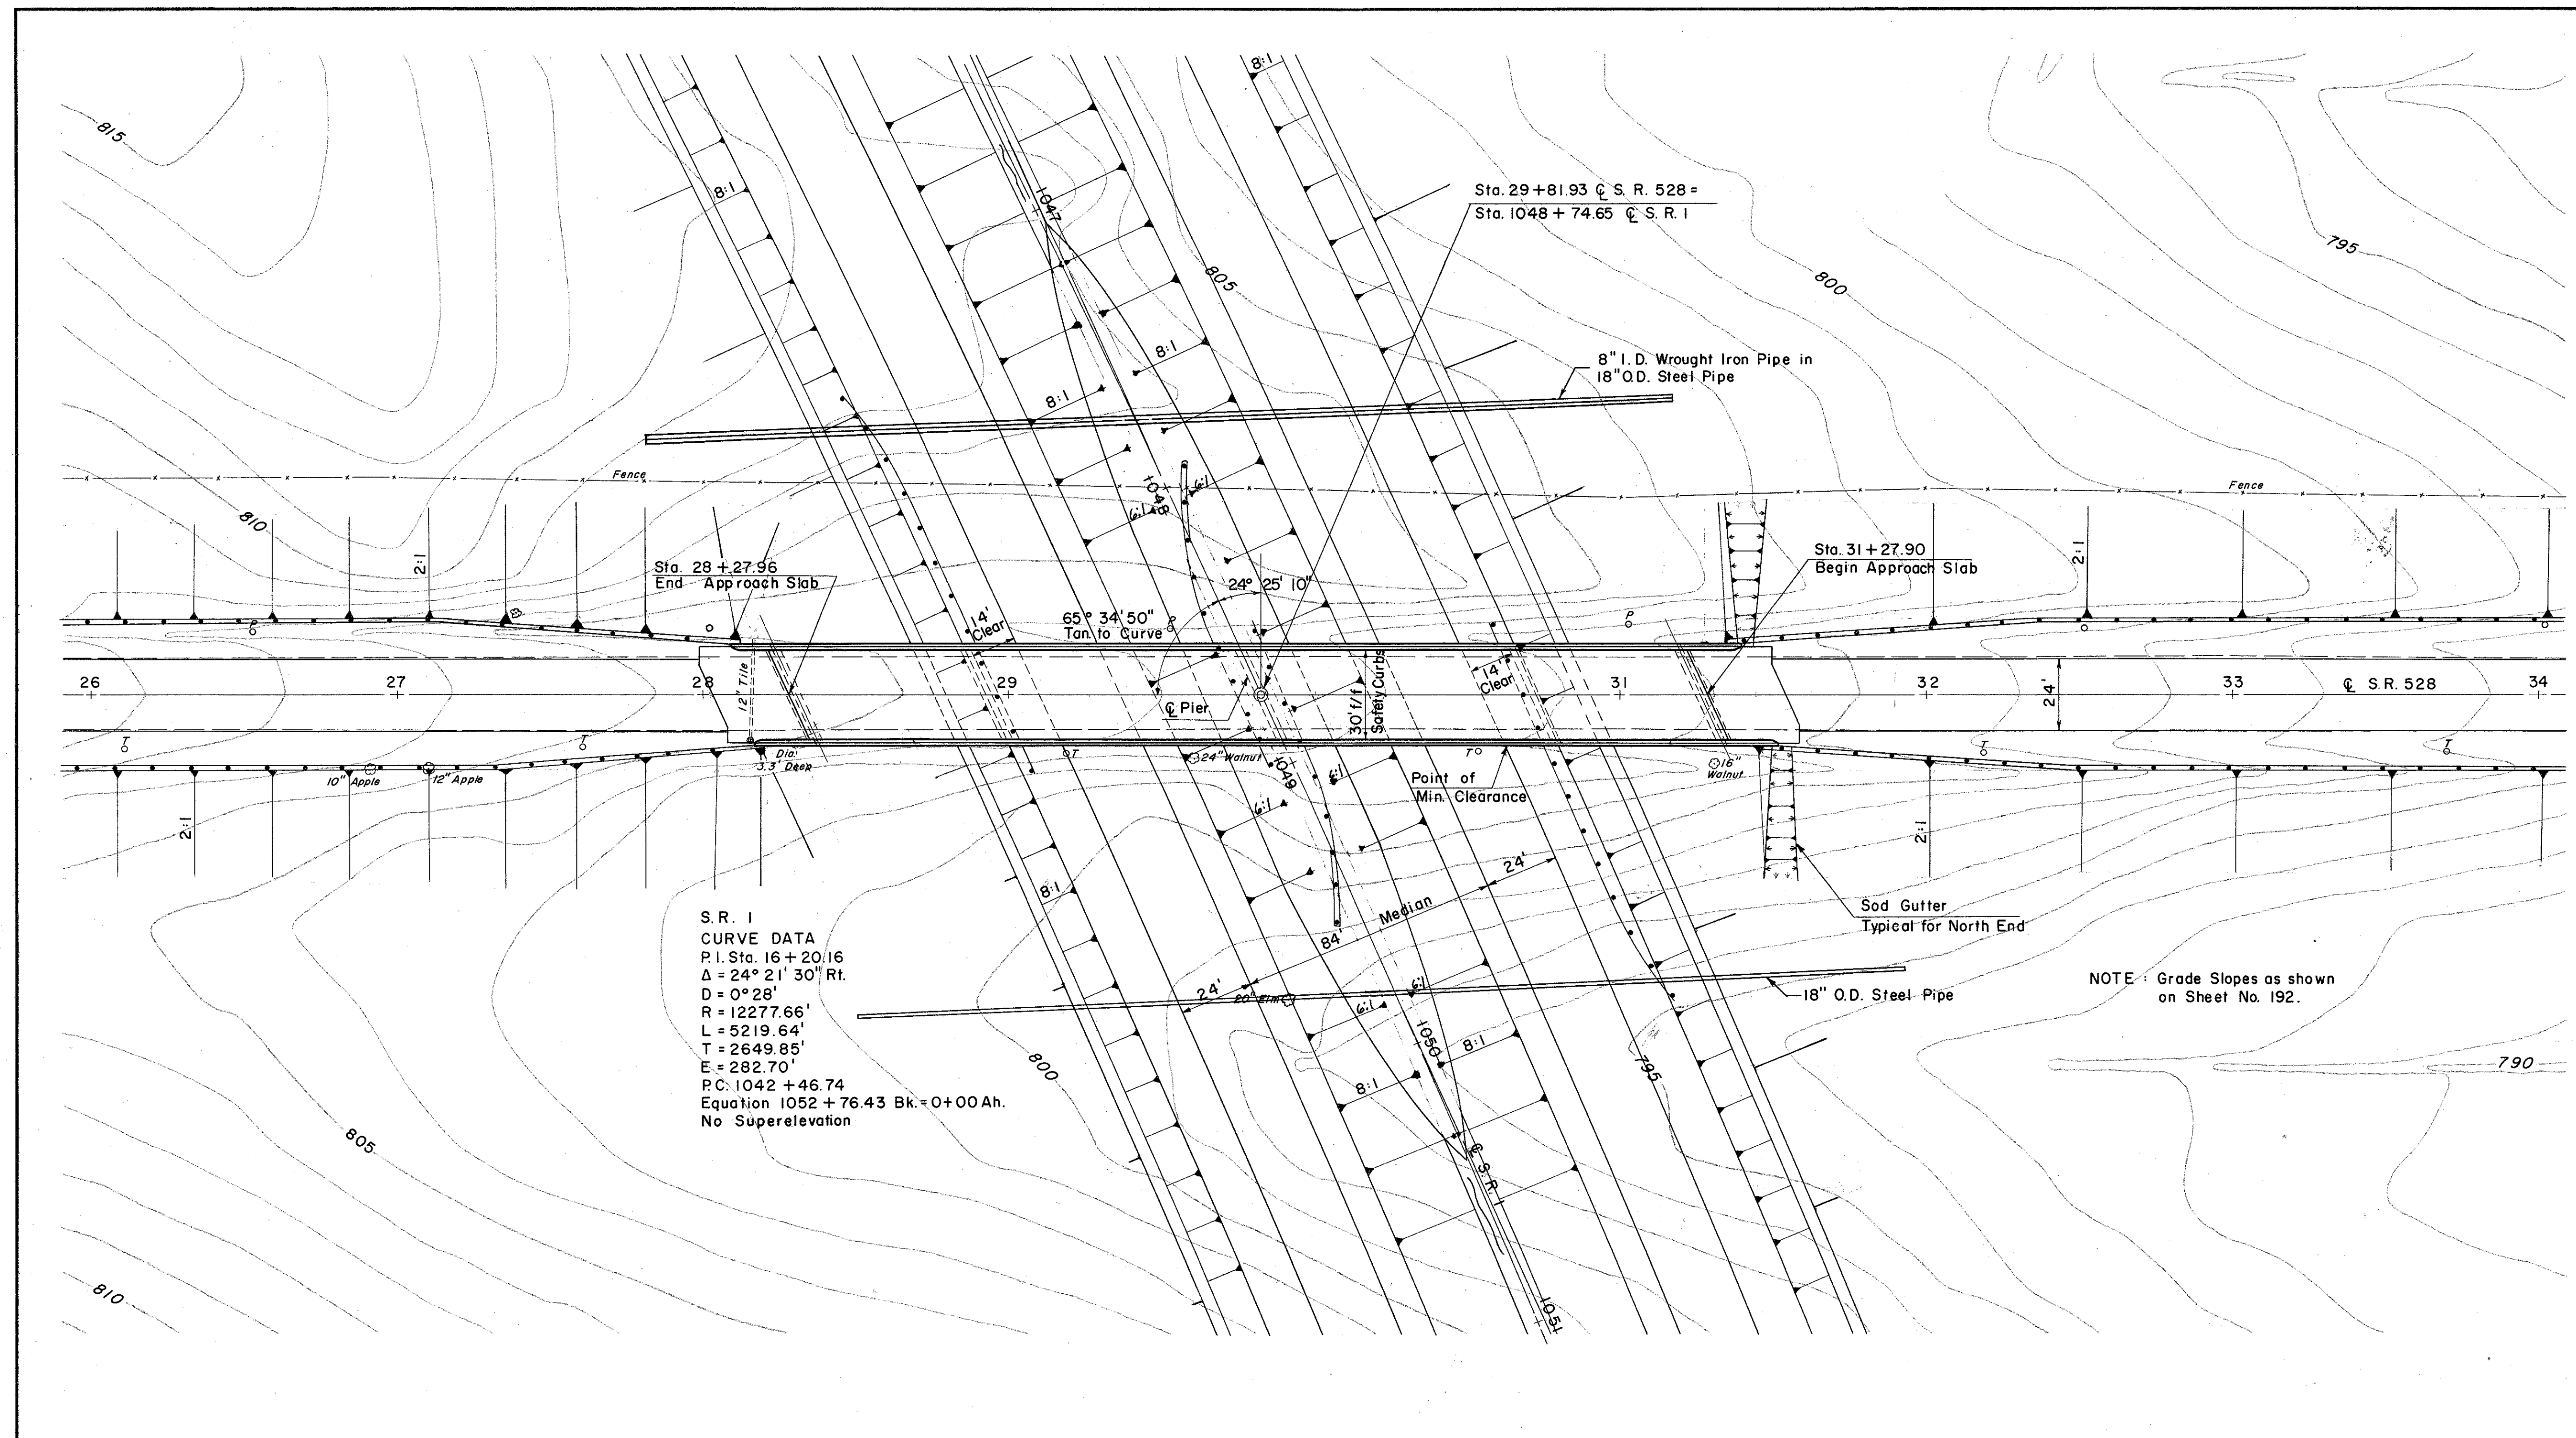 8:1
815
8:1
1047
Sta. 29+81.93 ℄ S. R. 528 =
Sta. 1048 + 74.65 ℄ S. R. 1
795
800
805
8:1
8" I. D. Wrought Iron Pipe in
18" O.D. Steel Pipe
8:1
Fence
1048
6:1
Fence
810
6:1
2:1
Sta. 28 + 27.96
End Approach Slab
Sta. 31 + 27.90
Begin Approach Slab
2:1
24° 25' 10"
14'
Clear
65° 34' 50"
Tan. to Curve
P
P
P
26
27
28
12" Tile
29
℄ Pier
30' f/f
Safety Curbs
14'
Clear
31
32
24'
33
℄ S.R. 528
34
T
T
Dia.
3.3' Deep
T
24" Walnut
T
16"
Walnut
T
T
10" Apple
12" Apple
1049
6:1
Point of
Min. Clearance
6:1
2:1
2:1
24'
8:1
Median
84'
Sod Gutter
Typical for North End
S. R. 1
CURVE DATA
P. I. Sta. 16 + 20.16
Δ = 24° 21' 30" Rt.
D = 0° 28'
R = 12277.66'
L = 5219.64'
T = 2649.85'
E = 282.70'
P.C. 1042 + 46.74
Equation 1052 + 76.43 Bk. = 0+00 Ah.
No Superelevation
24'
20" Elm
6:1
6:1
18" O.D. Steel Pipe
NOTE : Grade Slopes as shown
on Sheet No. 192.
1050
8:1
8:1
800
795
790
805
℄ S. R. 1
810
1051